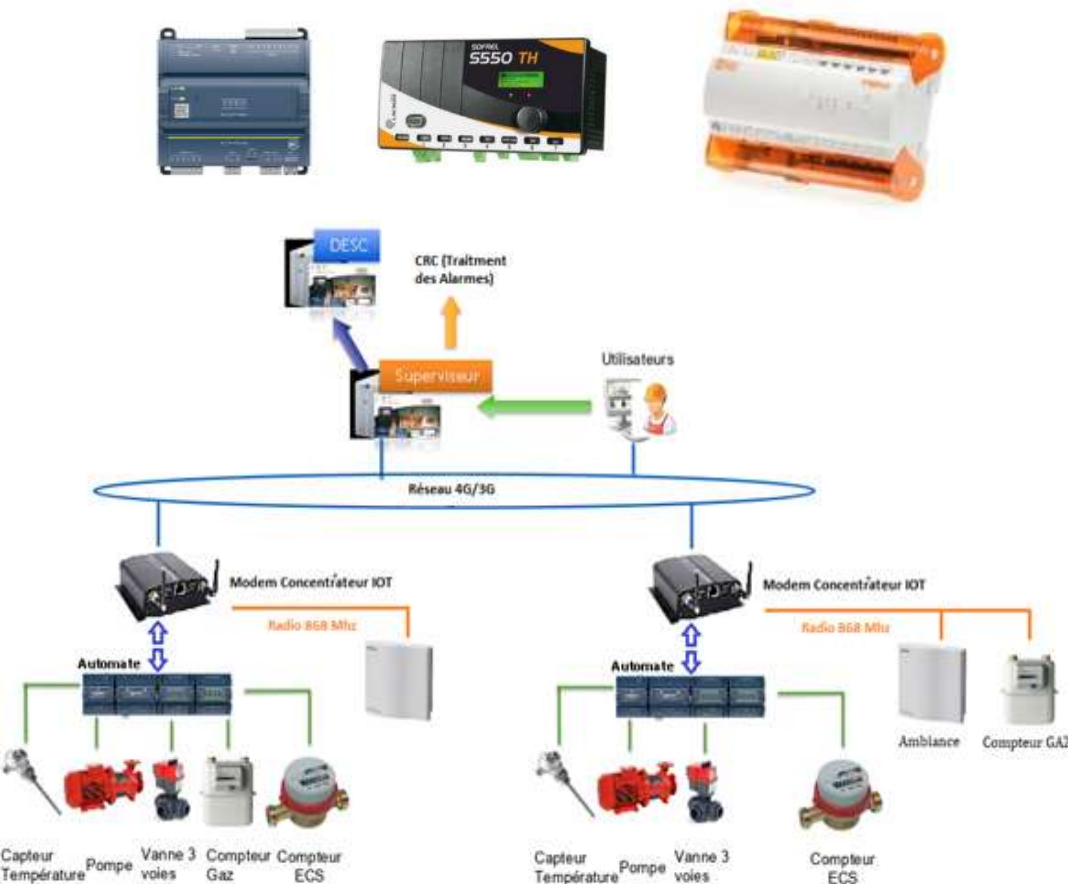 SOFREL
S550 TH
LACROIX
DESC
CRC (Traitment
des Alarmes)
Superviseur
Utilisateurs
Réseau 4G/3G
Modem Concentrateur IOT
Radio 868 Mhz
Automate
Capteur
Température
Pompe
Vanne 3
voies
Compteur
Gaz
Compteur
ECS
Modem Concentrateur IOT
Radio 868 Mhz
Automate
Ambiance
Compteur GAZ
Capteur
Température
Pompe
Vanne 3
voies
Compteur
ECS